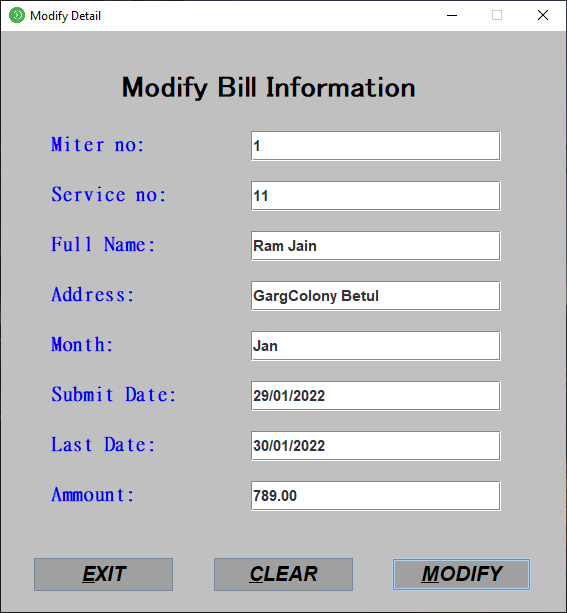 Modify Detail
Modify Bill Information
Miter no: 1
Service no: 11
Full Name: Ram Jain
Address: GargColony Betul
Month: Jan
Submit Date: 29/01/2022
Last Date: 30/01/2022
Ammount: 789.00
EXIT CLEAR MODIFY